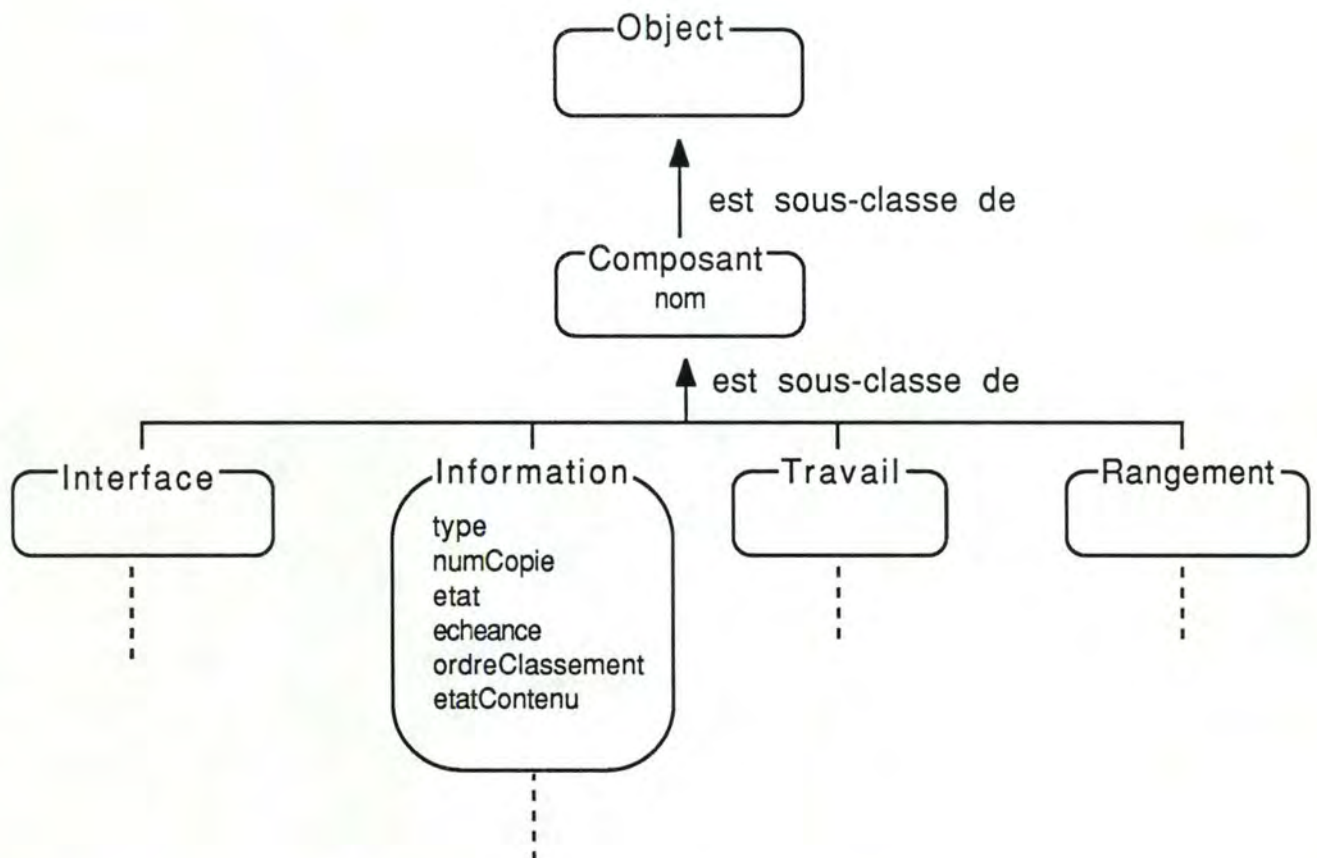 Object
est sous-classe de
Composant
nom
est sous-classe de
Interface
Information
Travail
Rangement
type
numCopie
etat
echeance
ordreClassement
etatContenu